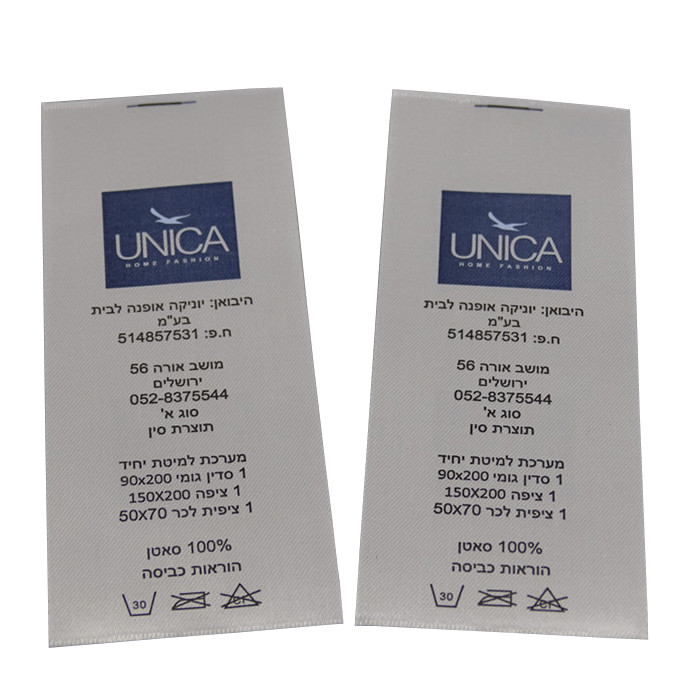 UNICA
HOME FASHION
היבואן: יוניקה אופנה לבית
בע"מ
ח.פ: 514857531
מושב אורה 56
ירושלים
052-8375544
סוג א'
תוצרת סין
מערכת למיטת יחיד
1 סדין גומי 90x200
1 ציפה 150X200
1 ציפית לכר 50X70
100% סאטן
הוראות כביסה
30
cl
UNICA
HOME FASHION
היבואן: יוניקה אופנה לבית
בע"מ
ח.פ: 514857531
מושב אורה 56
ירושלים
052-8375544
סוג א'
תוצרת סין
מערכת למיטת יחיד
1 סדין גומי 90x200
1 ציפה 150X200
1 ציפית לכר 50X70
100% סאטן
הוראות כביסה
30
cl